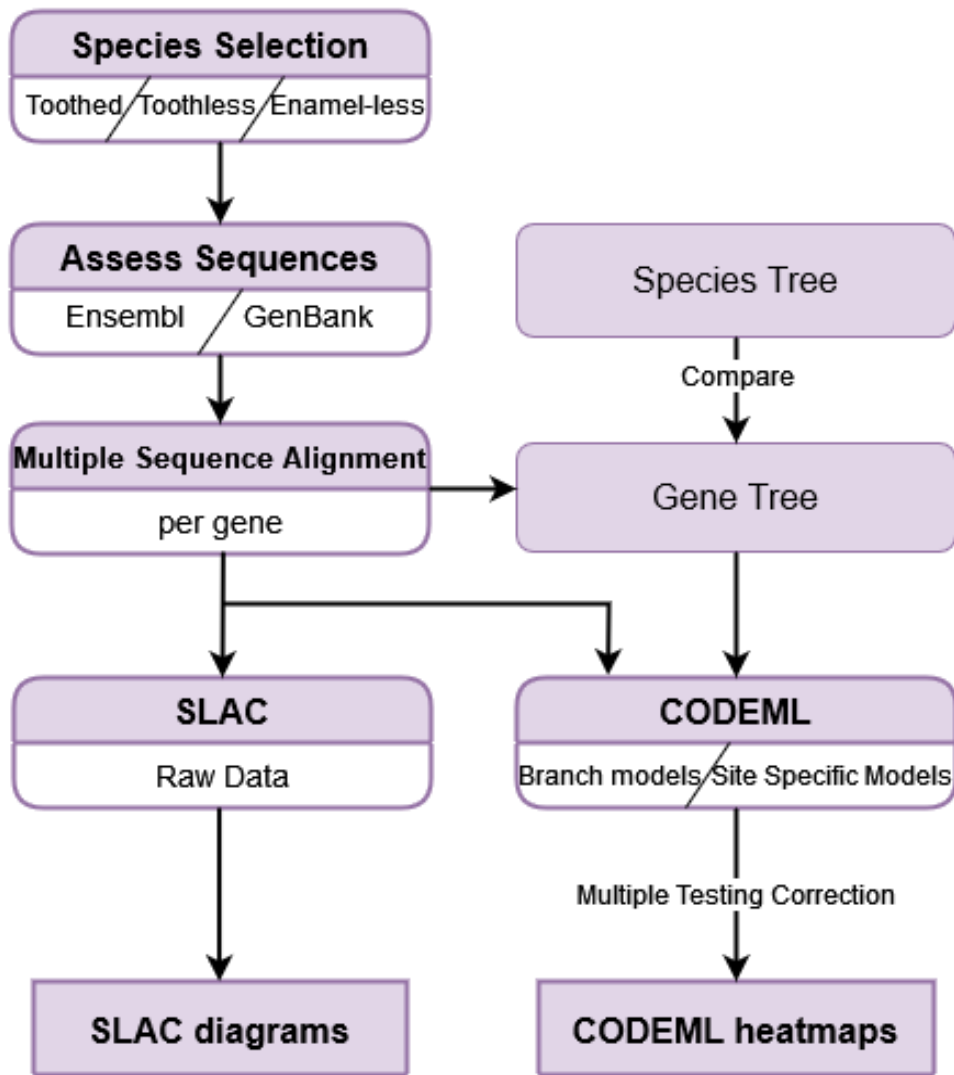 Species Selection
Toothed / Toothless / Enamel-less
Assess Sequences
Ensembl / GenBank
Species Tree
Compare
Multiple Sequence Alignment
per gene
Gene Tree
SLAC
Raw Data
CODEML
Branch models / Site Specific Models
Multiple Testing Correction
SLAC diagrams
CODEML heatmaps